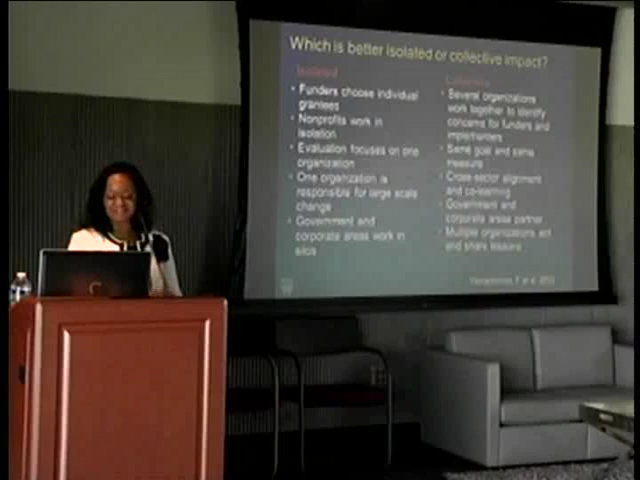 Which is better isolated or collective impact?
Isolated
• Funders choose individual
grantees
• Nonprofits work in
isolation
• Evaluation focuses on one
organization
• One organization is
responsible for large scale
change
• Government and
corporate areas work in
silos
• Several organizations
work together to identify
concerns for funders and
• Same goal and same
measure
• Cross-sector alignment
and co-learning
• Government and
corporate areas partner
• Multiple organizations act
and share lessons